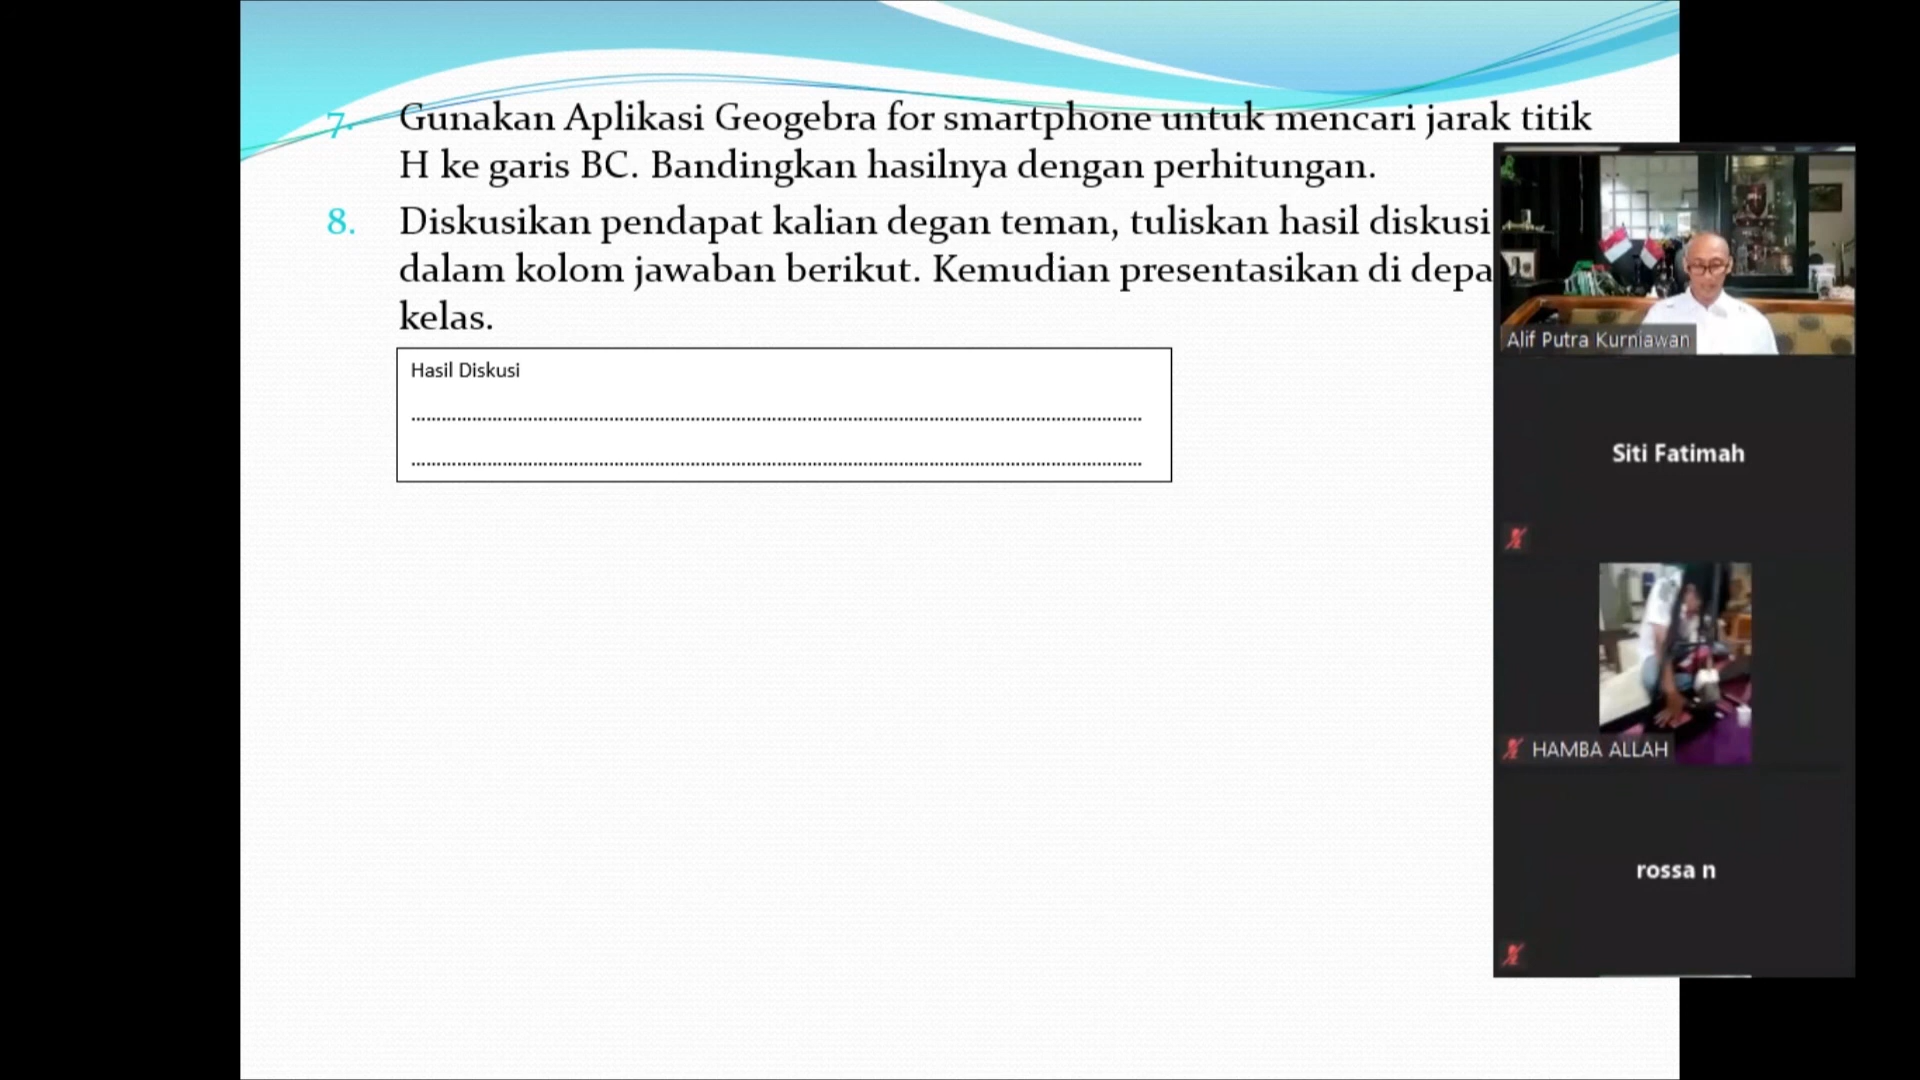 7. Gunakan Aplikasi Geogebra for smartphone untuk mencari jarak titik
H ke garis BC. Bandingkan hasilnya dengan perhitungan.
8. Diskusikan pendapat kalian degan teman, tuliskan hasil diskusi
dalam kolom jawaban berikut. Kemudian presentasikan di depa
kelas.
Hasil Diskusi
Alif Putra Kurniawan
Siti Fatimah
HAMBA ALLAH
rossa n